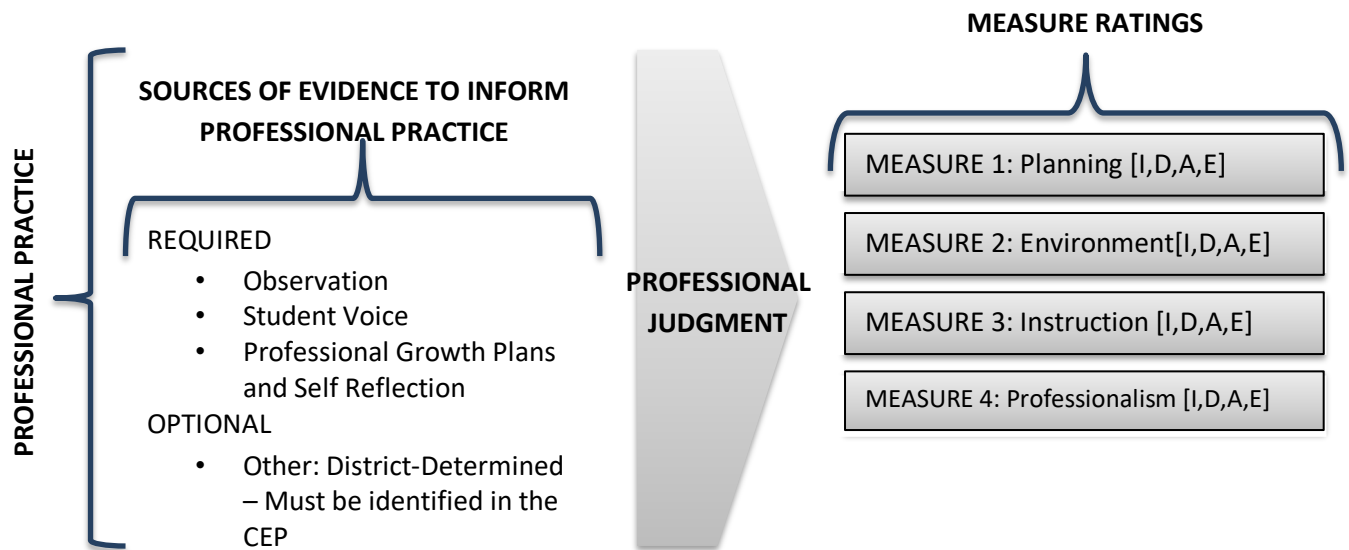 PROFESSIONAL PRACTICE
SOURCES OF EVIDENCE TO INFORM
PROFESSIONAL PRACTICE
REQUIRED
• Observation
• Student Voice
• Professional Growth Plans
and Self Reflection
OPTIONAL
• Other: District-Determined
– Must be identified in the
CEP
PROFESSIONAL
JUDGMENT
MEASURE RATINGS
MEASURE 1: Planning [I,D,A,E]
MEASURE 2: Environment[I,D,A,E]
MEASURE 3: Instruction [I,D,A,E]
MEASURE 4: Professionalism [I,D,A,E]